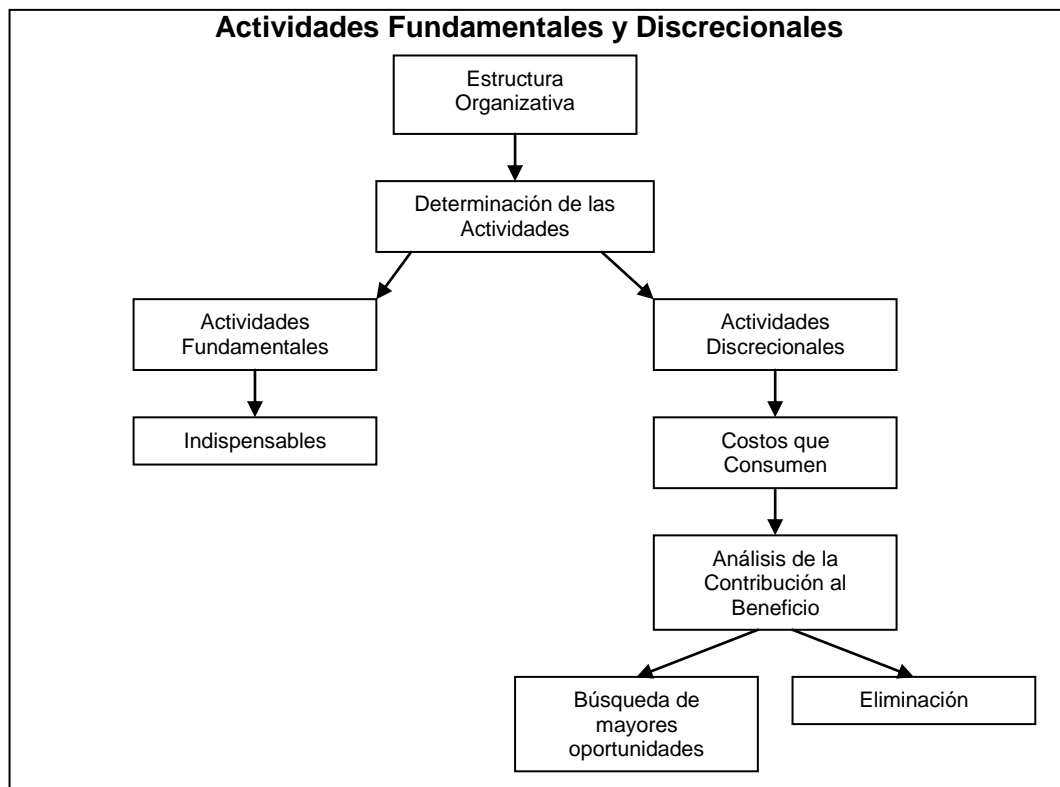 Actividades Fundamentales y Discrecionales
Estructura
Organizativa
Determinación de las
Actividades
Actividades
Fundamentales
Actividades
Discrecionales
Indispensables
Costos que
Consumen
Análisis de la
Contribución al
Beneficio
Búsqueda de
mayores
oportunidades
Eliminación